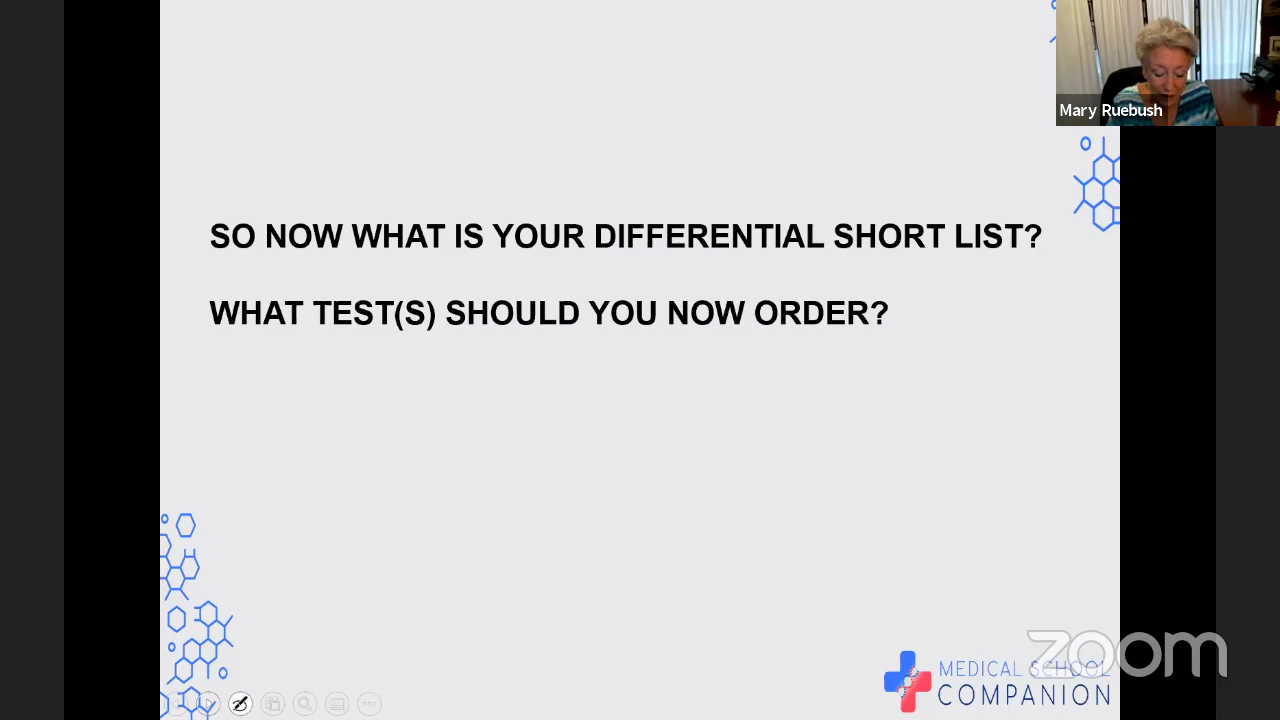 Mary Ruebush
SO NOW WHAT IS YOUR DIFFERENTIAL SHORT LIST?
WHAT TEST(S) SHOULD YOU NOW ORDER?
zoom
MEDICAL SCHOOL
COMPANION